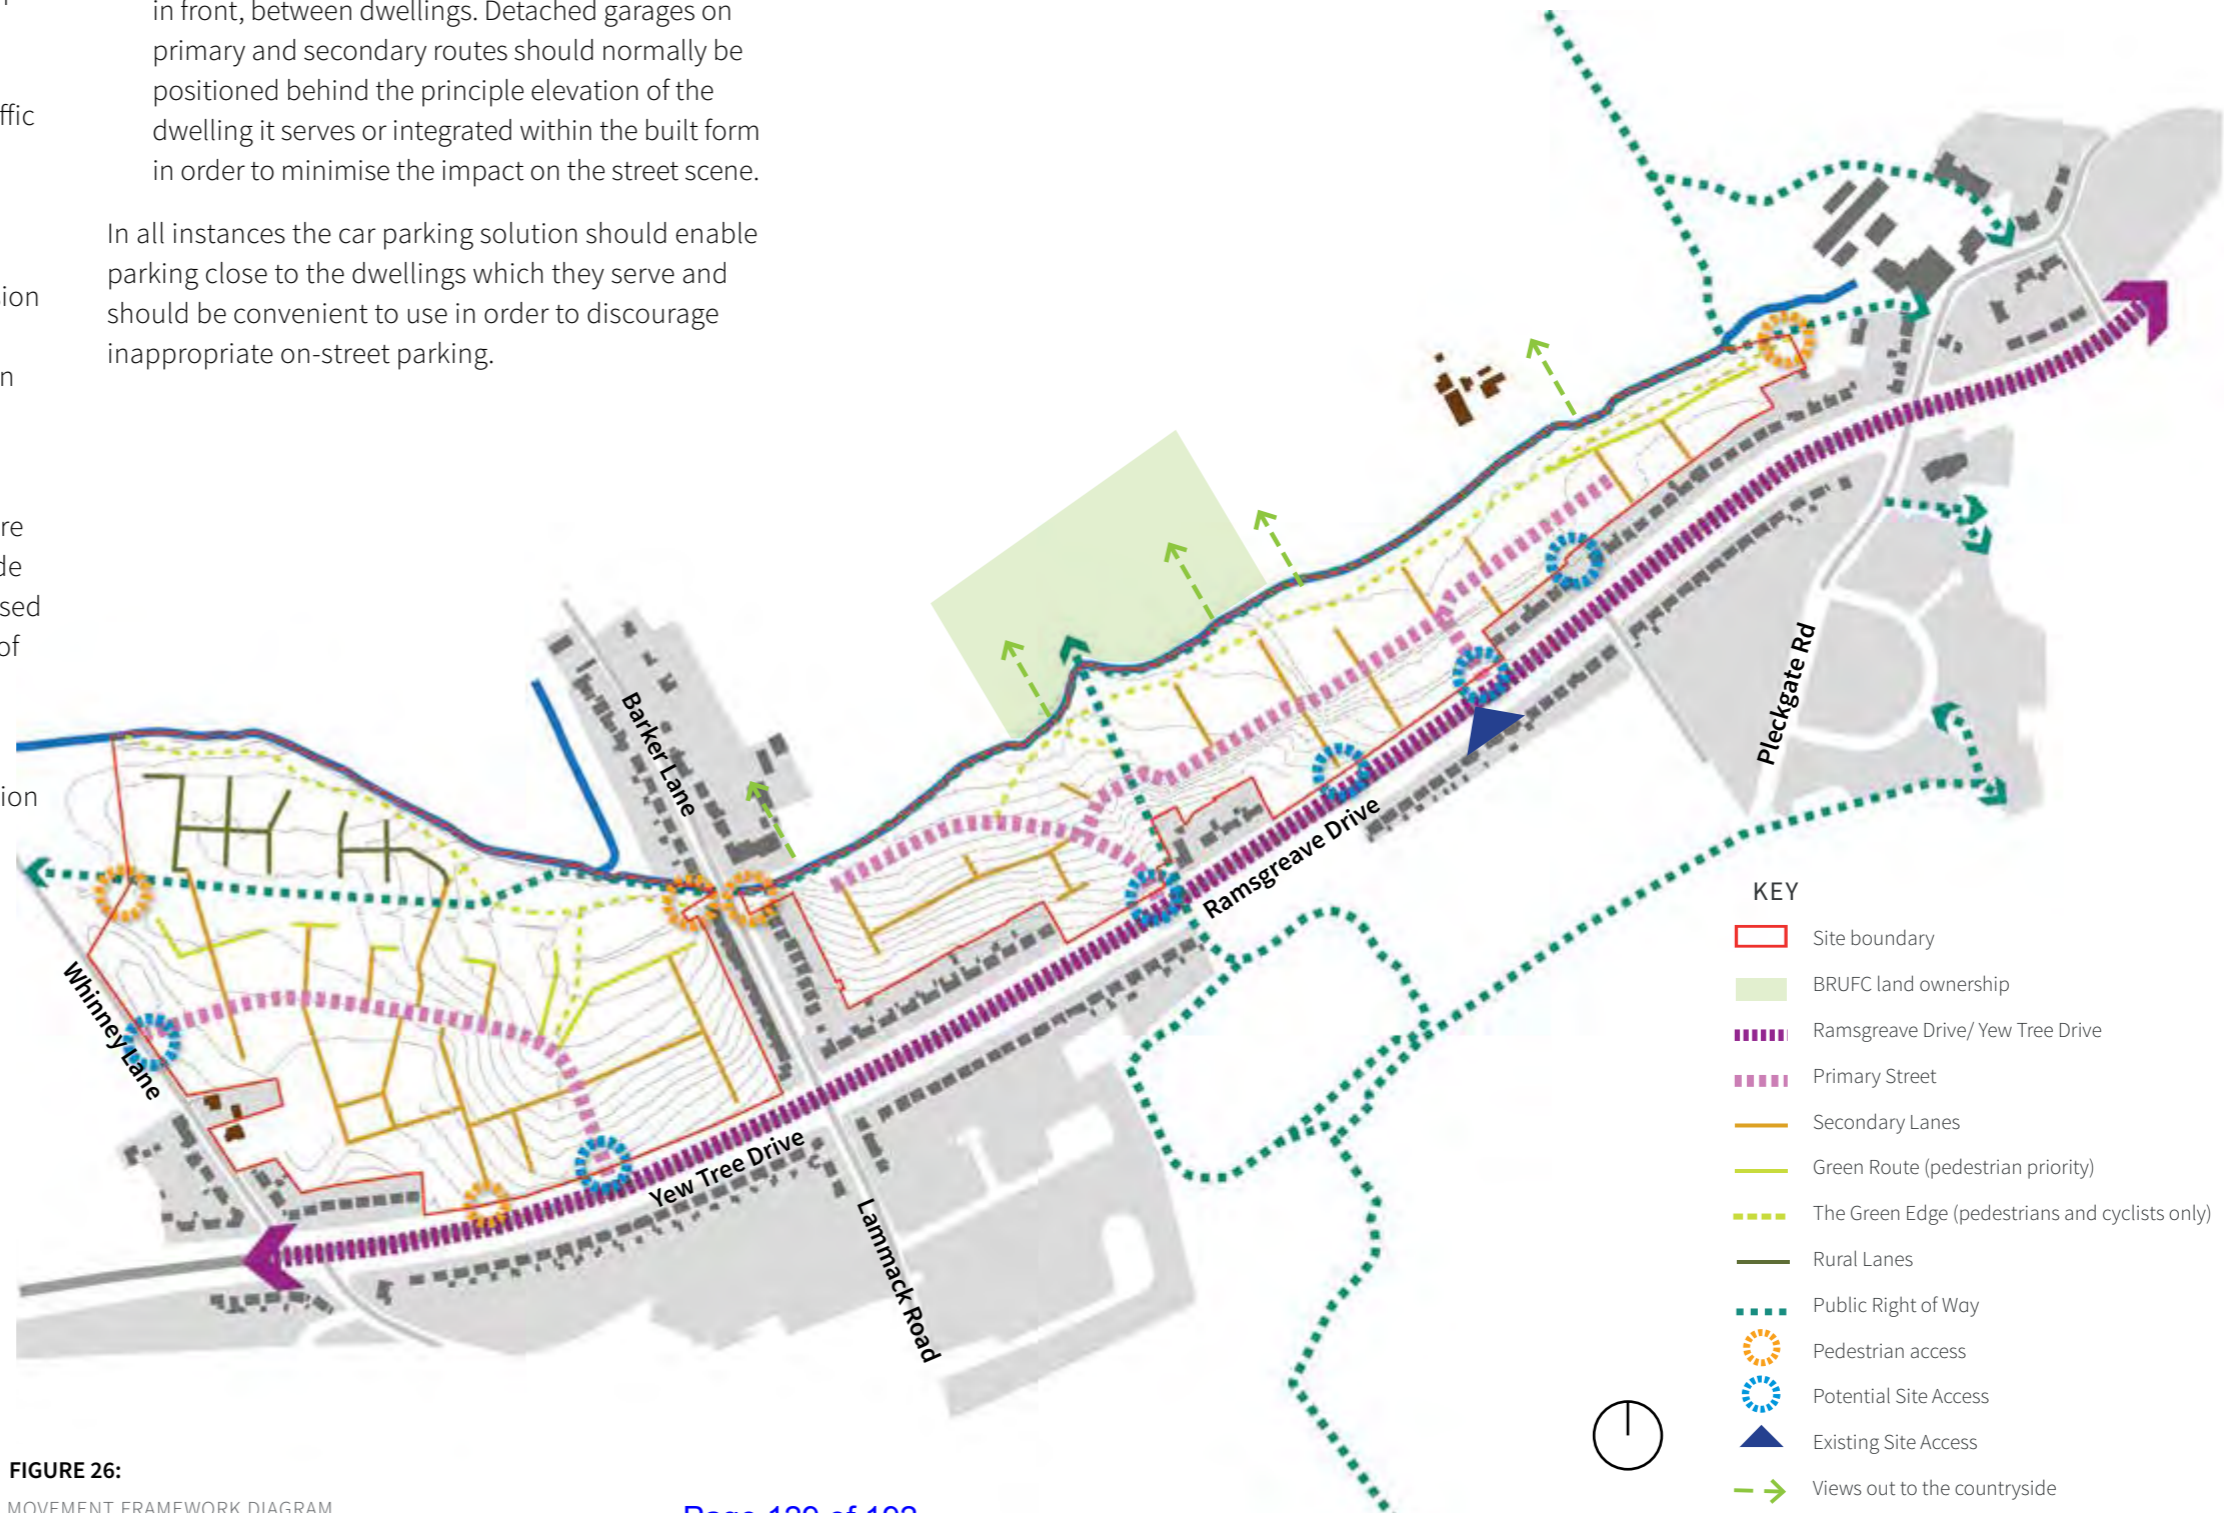 in front, between dwellings. Detached garages on
primary and secondary routes should normally be
positioned behind the principle elevation of the
dwelling it serves or integrated within the built form
in order to minimise the impact on the street scene.
In all instances the car parking solution should enable
parking close to the dwellings which they serve and
should be convenient to use in order to discourage
inappropriate on-street parking.
Barker Lane
Whinney Lane
Yew Tree Drive
Lammack Road
Ramsgreave Drive
Pleckgate Rd
KEY
Site boundary
BRUFC land ownership
Ramsgreave Drive/ Yew Tree Drive
Primary Street
Secondary Lanes
Green Route (pedestrian priority)
The Green Edge (pedestrians and cyclists only)
Rural Lanes
Public Right of Way
Pedestrian access
Potential Site Access
Existing Site Access
Views out to the countryside
FIGURE 26:
MOVEMENT FRAMEWORK DIAGRAM